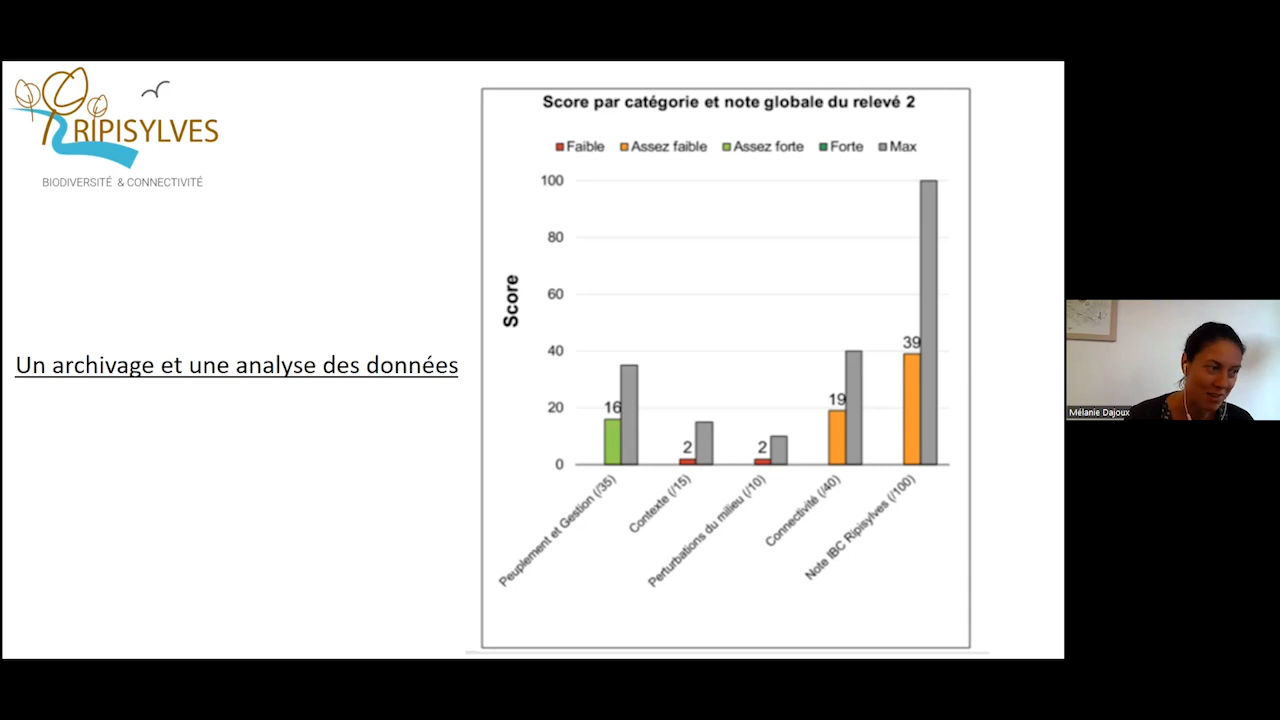 RIPISYLVES
BIODIVERSITÉ & CONNECTIVITÉ
Un archivage et une analyse des données
Score par catégorie et note globale du relevé 2
Faible Assez faible Assez forte Forte Max
Score
100
80
60
40
20
0
16
2
2
19
39
Peuplement et Gestion (/35)
Contexte (/15)
Perturbations du milieu (/10)
Connectivité (/40)
Note IBC Ripisylves (/100)
Mélanie Dajoux